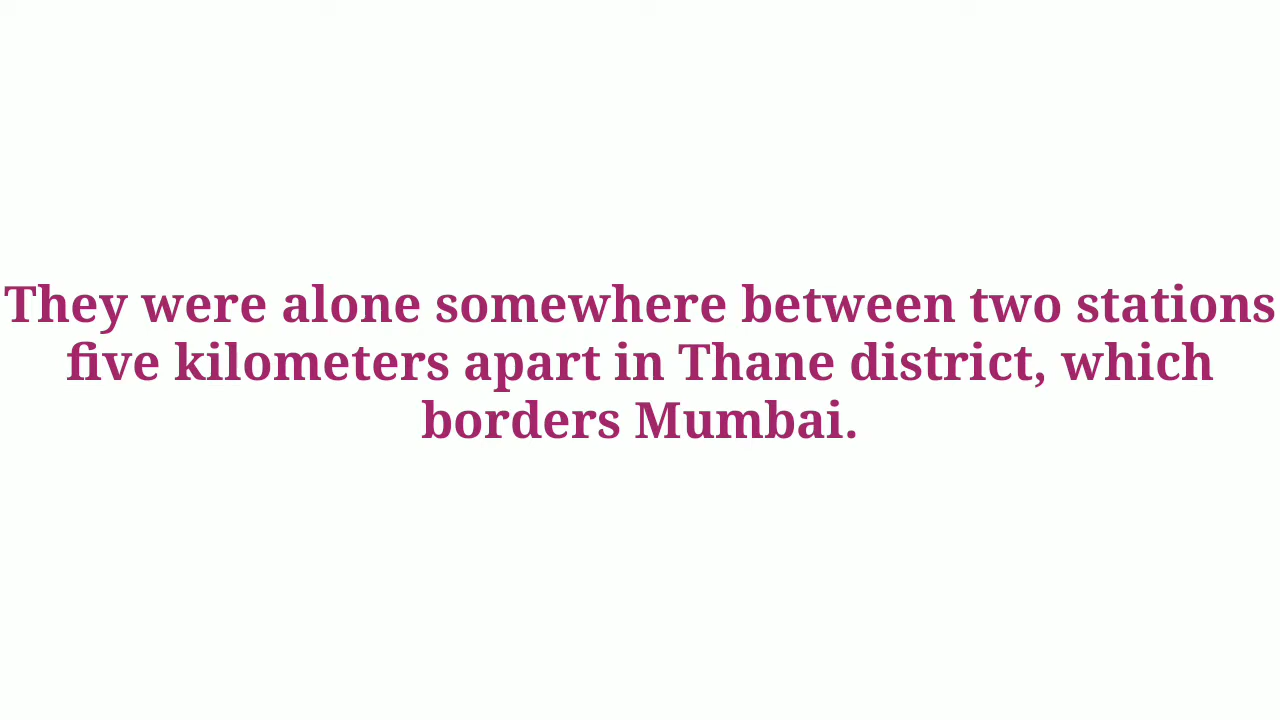 They were alone somewhere between two stations
five kilometers apart in Thane district, which
borders Mumbai.